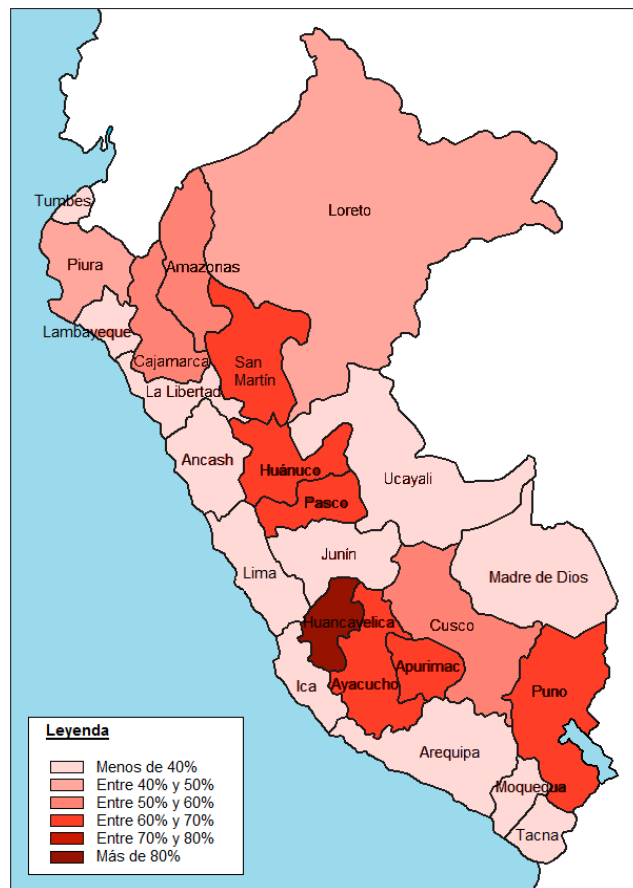 Tumbes
Loreto
Piura
Amazonas
Lambayeque
Cajamarca
San
Martín
La Libertad
Ancash
Huánuco
Ucayali
Pasco
Junín
Lima
Madre de Dios
Huancavelica
Cusco
Apurimac
Ica
Ayacucho
Puno
Arequipa
Moquegua
Tacna
Leyenda
Menos de 40%
Entre 40% y 50%
Entre 50% y 60%
Entre 60% y 70%
Entre 70% y 80%
Más de 80%